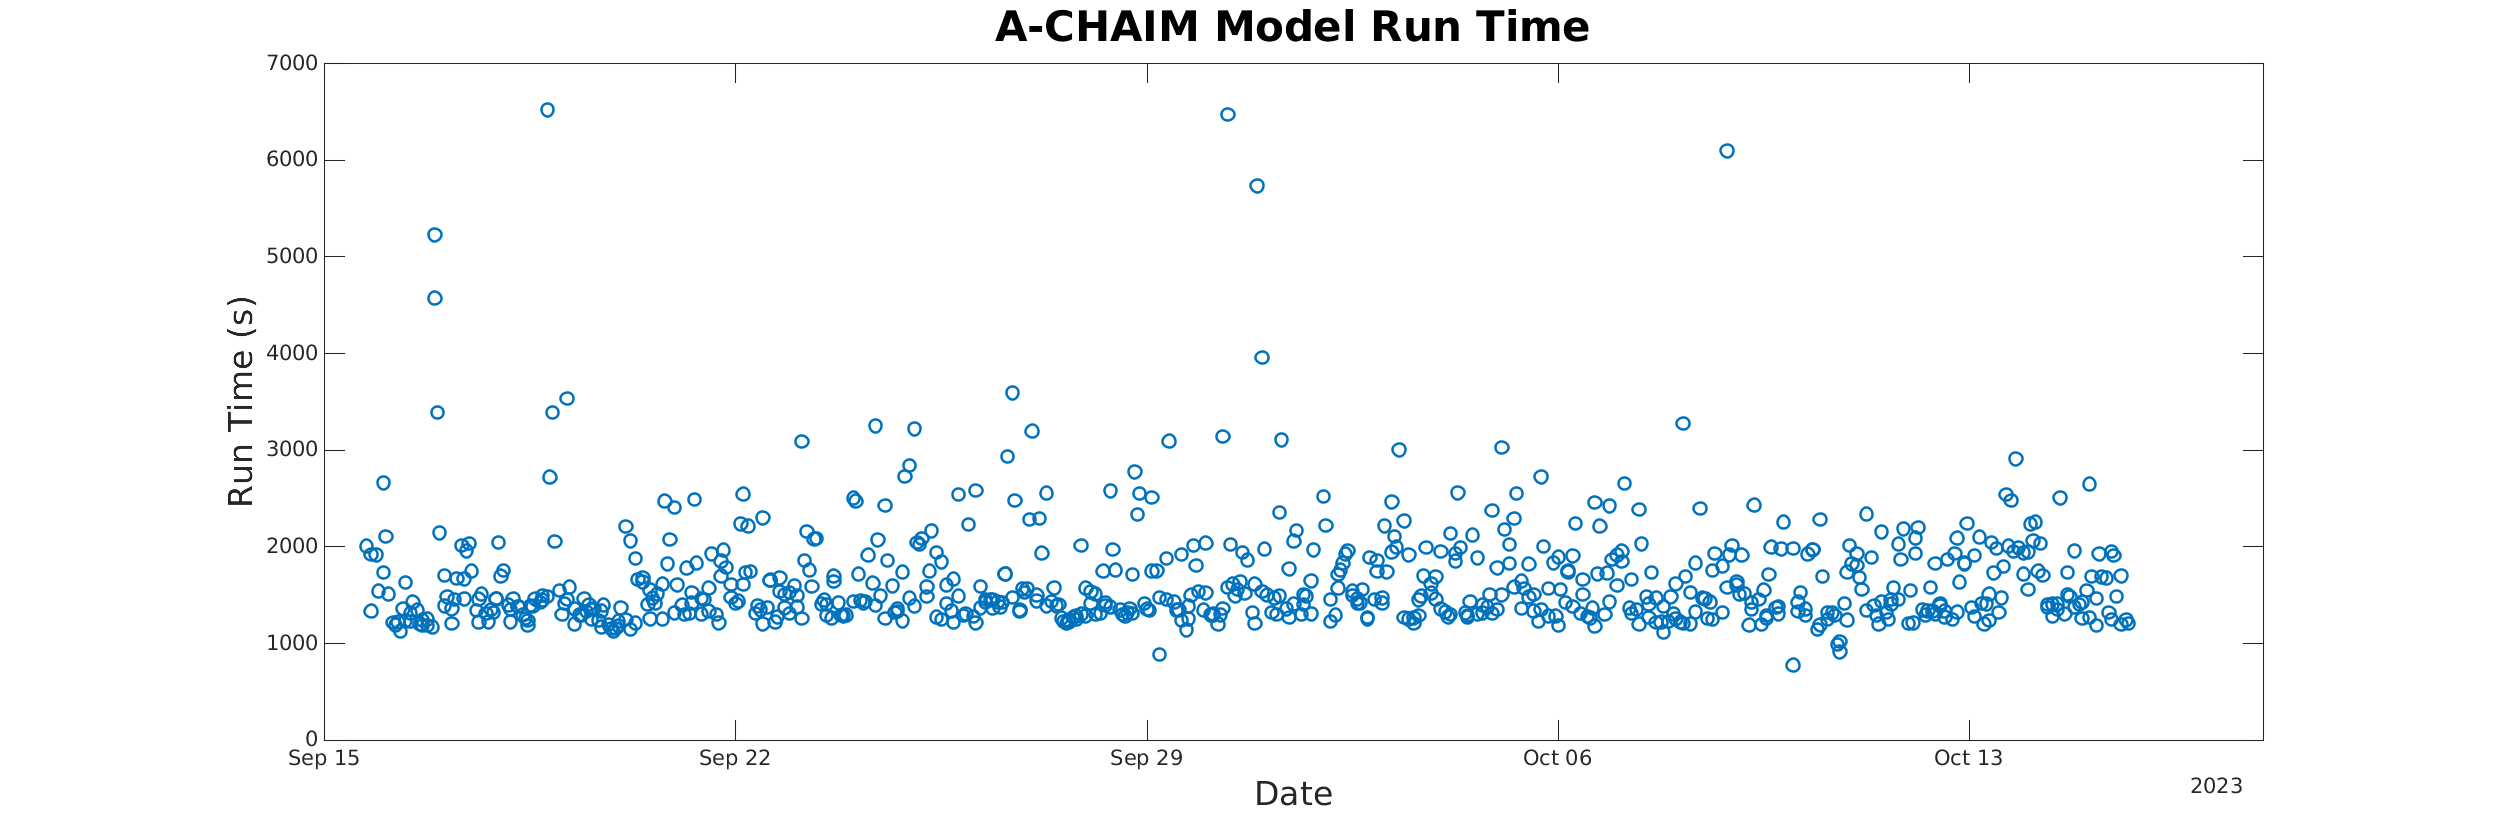 A-CHAIM Model Run Time
7000
6000
5000
4000
3000
2000
1000
0
Run Time (s)
Sep 15
Sep 22
Sep 29
Oct 06
Oct 13
Date
2023